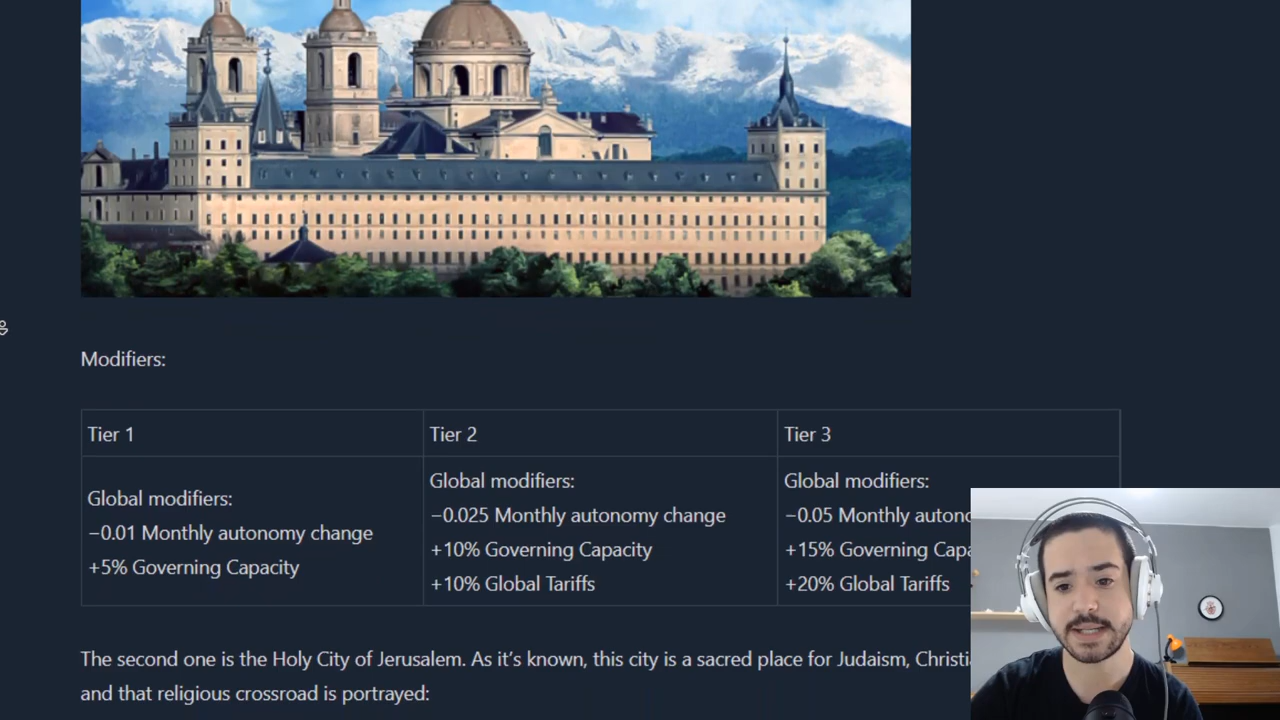 Modifiers:
Tier 1
Tier 2
Tier 3
Global modifiers:
−0.01 Monthly autonomy change
+5% Governing Capacity
Global modifiers:
−0.025 Monthly autonomy change
+10% Governing Capacity
+10% Global Tariffs
Global modifiers:
−0.05 Monthly
+15% Governing
+20% Global Tariffs
The second one is the Holy City of Jerusalem. As it’s known, this city is a sacred place for Judaism,
and that religious crossroad is portrayed: